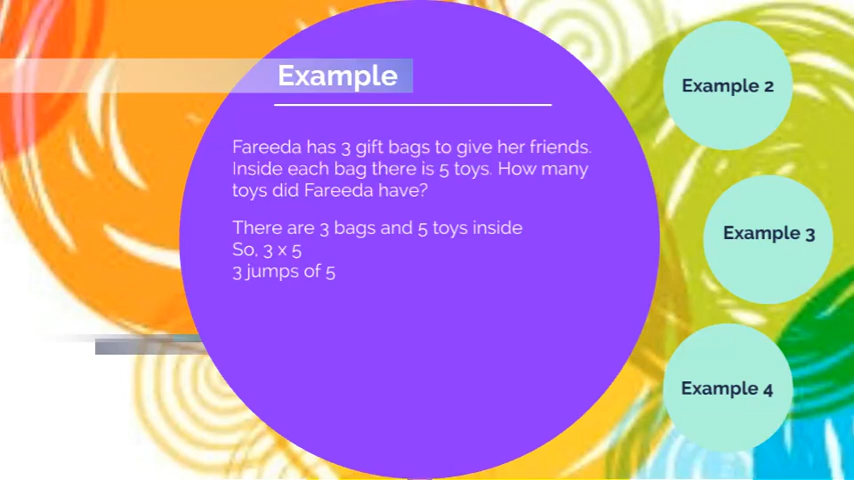 Example
Fareeda has 3 gift bags to give her friends.
Inside each bag there is 5 toys. How many
toys did Fareeda have?
There are 3 bags and 5 toys inside
So, 3 x 5
3 jumps of 5
Example 2
Example 3
Example 4